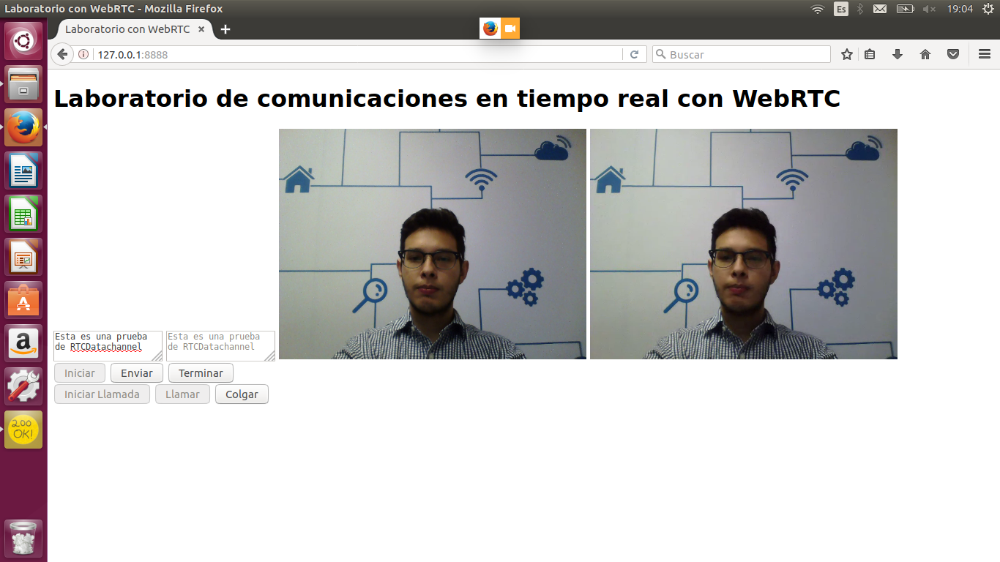 Laboratorio con WebRTC - Mozilla Firefox
Es
19:04
Laboratorio con WebRTC
127.0.0.1:8888
Buscar
Laboratorio de comunicaciones en tiempo real con WebRTC
Esta es una prueba
de RTCDatachannel
Esta es una prueba
de RTCDatachannel
Iniciar
Enviar
Terminar
Iniciar Llamada
Llamar
Colgar
200
OK!